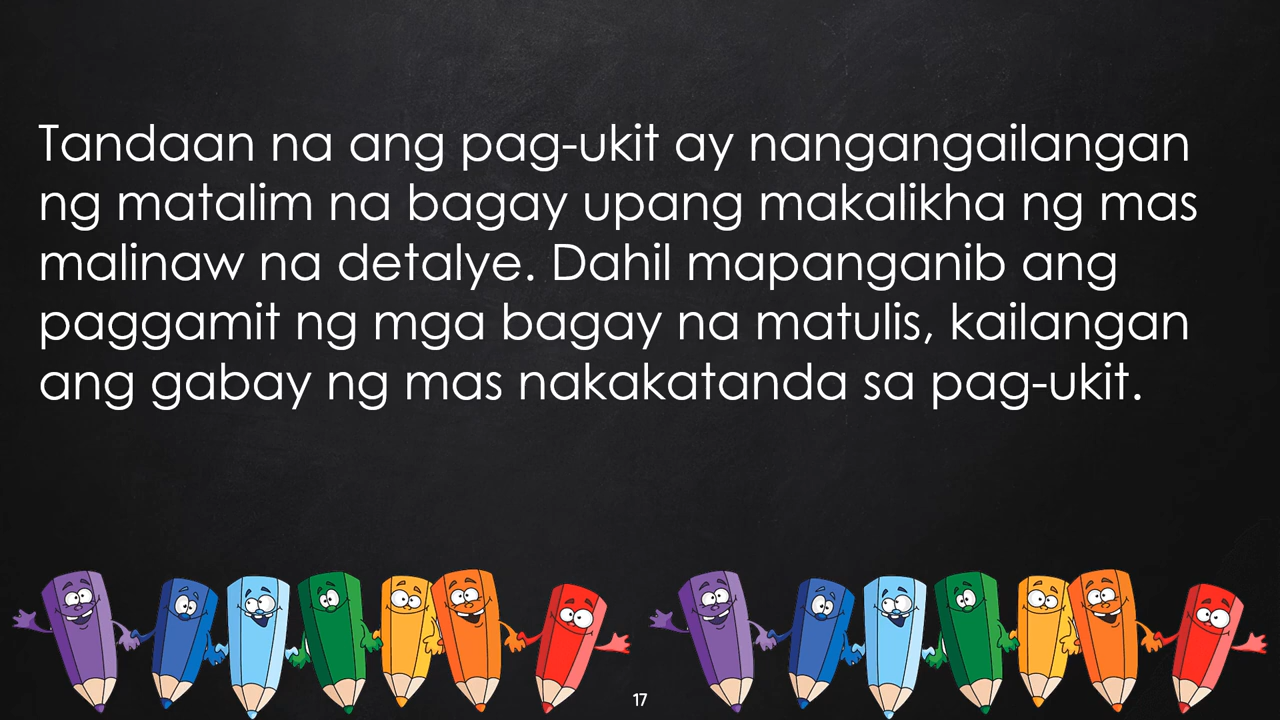 Tandaan na ang pag-ukit ay nangangailangan
ng matalim na bagay upang makalikha ng mas
malinaw na detalye. Dahil mapanganib ang
paggamit ng mga bagay na matulis, kailangan
ang gabay ng mas nakakatanda sa pag-ukit.
17